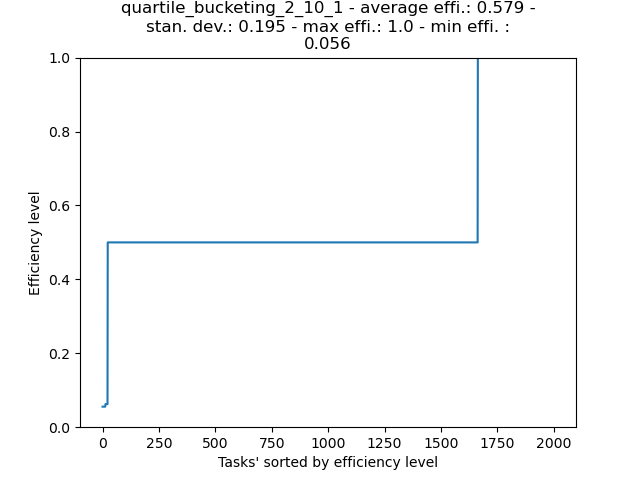 quartile_bucketing_2_10_1 - average effi.: 0.579 -
stan. dev.: 0.195 - max effi.: 1.0 - min effi. :
0.056
1.0
0.8
0.6
0.4
0.2
0.0
Efficiency level
0 250 500 750 1000 1250 1500 1750 2000
Tasks' sorted by efficiency level